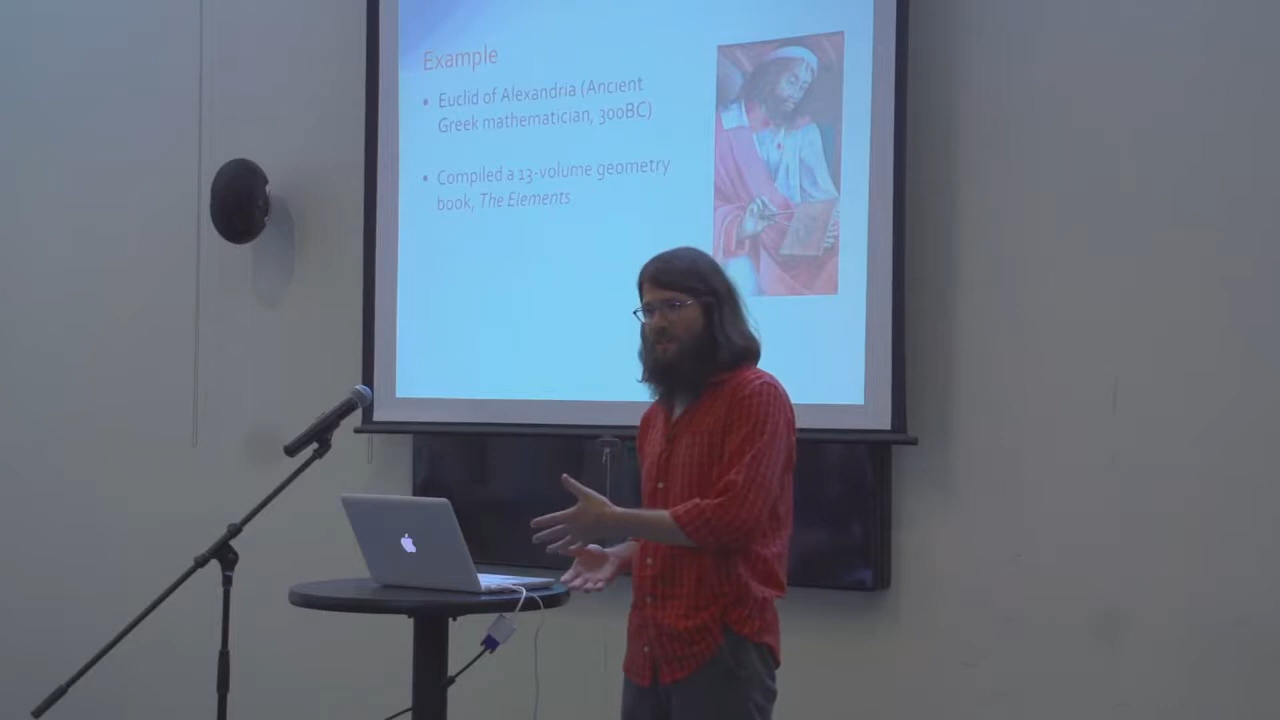 Example
• Euclid of Alexandria (Ancient
Greek mathematician, 300BC)
• Compiled a 13-volume geometry
book, The Elements